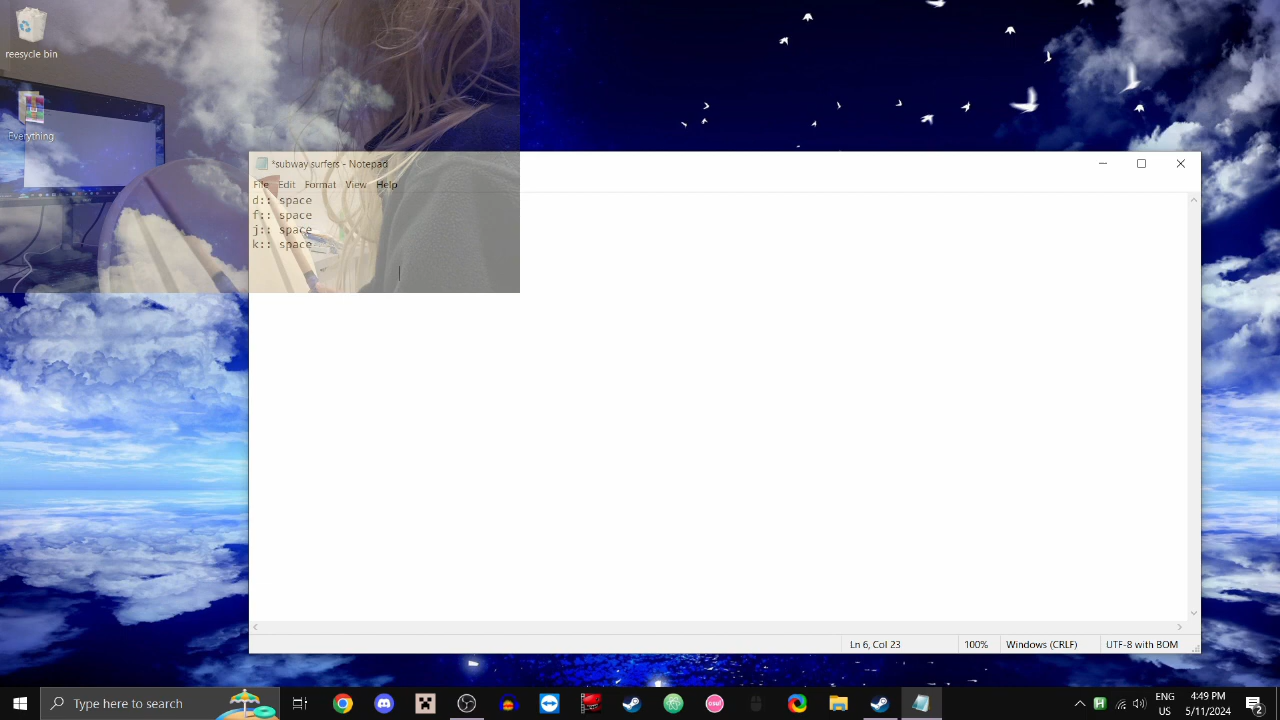 reesycle bin
Everything
*subway surfers - Notepad
File Edit Format View Help
d:: space
f:: space
j:: space
k:: space
Ln 6, Col 23 100% Windows (CRLF) UTF-8 with BOM
Type here to search
osu!
ENG
US
4:49 PM
5/11/2024
2